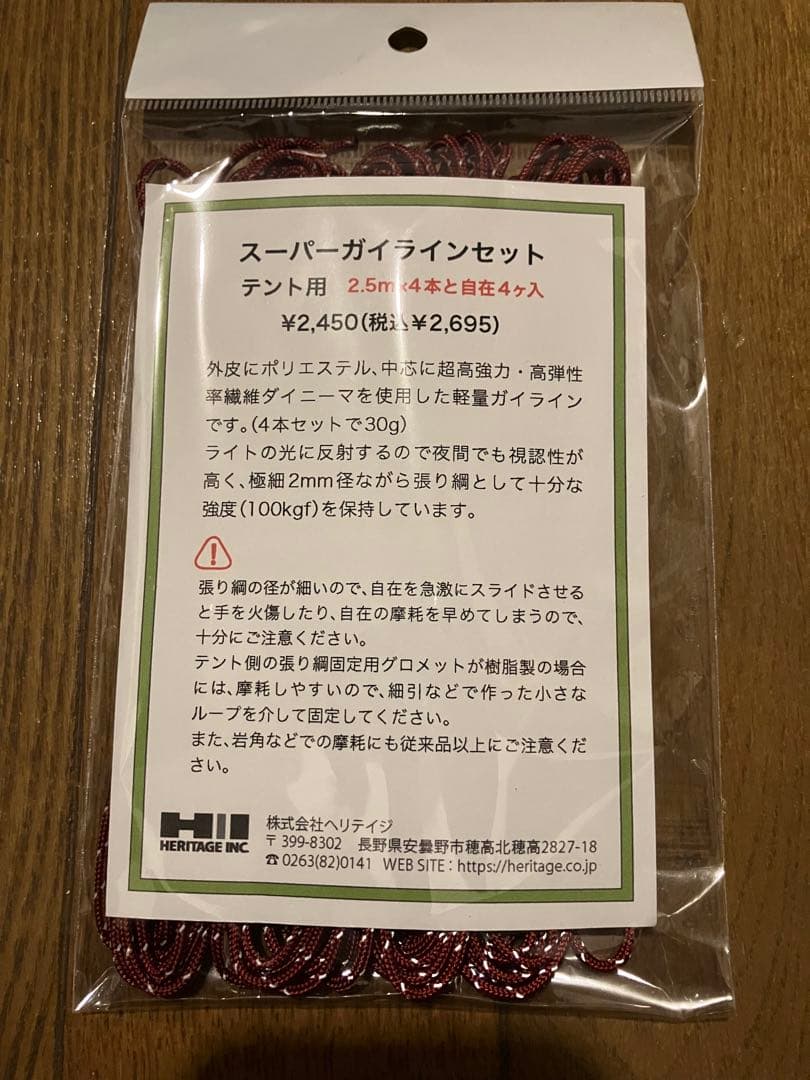 スーパーガイラインセット
テント用 2.5m×4本と自在4ヶ入
¥2,450(税込¥2,695)
外皮にポリエステル、中芯に超高強力・高弾性
率繊維ダイニーマを使用した軽量ガイライン
です。(4本セットで30g)
ライトの光に反射するので夜間でも視認性が
高く、極細2mm径ながら張り綱として十分な
強度(100kgf)を保持しています。
張り綱の径が細いので、自在を急激にスライドさせる
と手を火傷したり、自在の摩耗を早めてしまうので、
十分にご注意ください。
テント側の張り綱固定用グロメットが樹脂製の場合
には、摩耗しやすいので、細引などで作った小さな
ループを介して固定してください。
また、岩角などでの摩耗にも従来品以上にご注意くだ
さい。
HERITAGE INC.
株式会社ヘリテイジ
〒399-8302 長野県安曇野市穂高北穂高2827-18
☎0263(82)0141 WEB SITE：https://heritage.co.jp